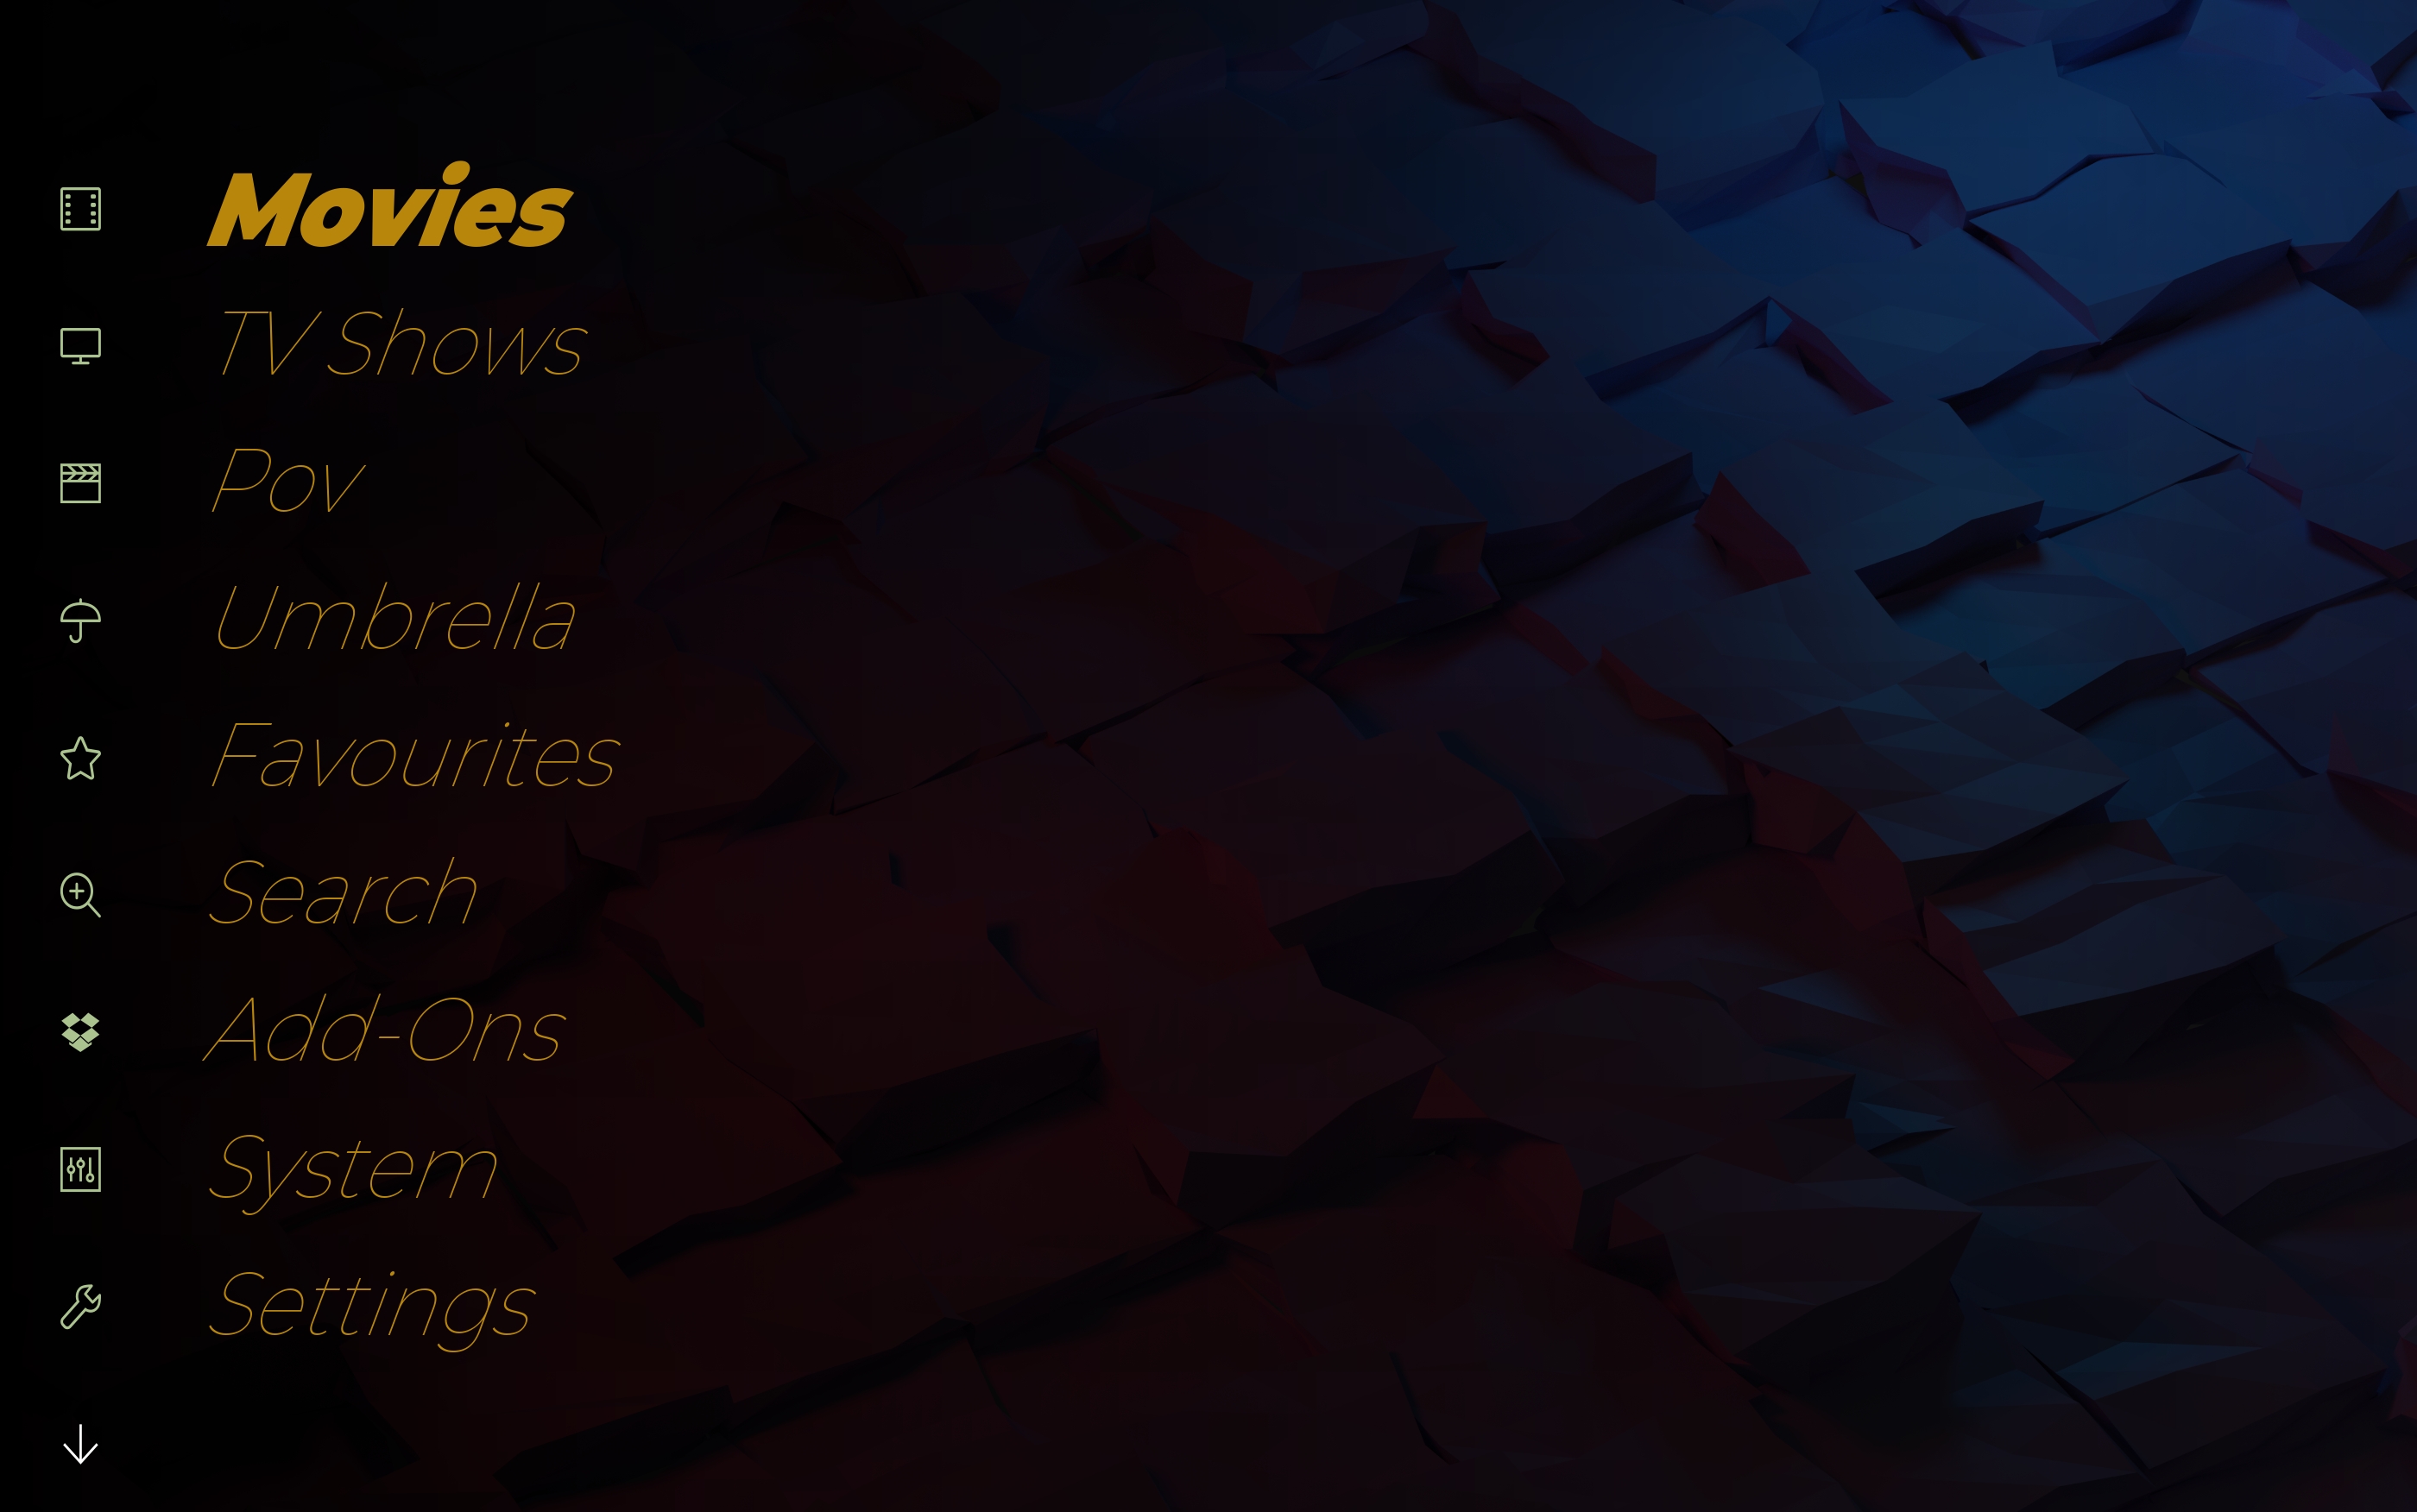 Movies
TV Shows
Pov
Umbrella
Favourites
Search
Add-Ons
System
Settings